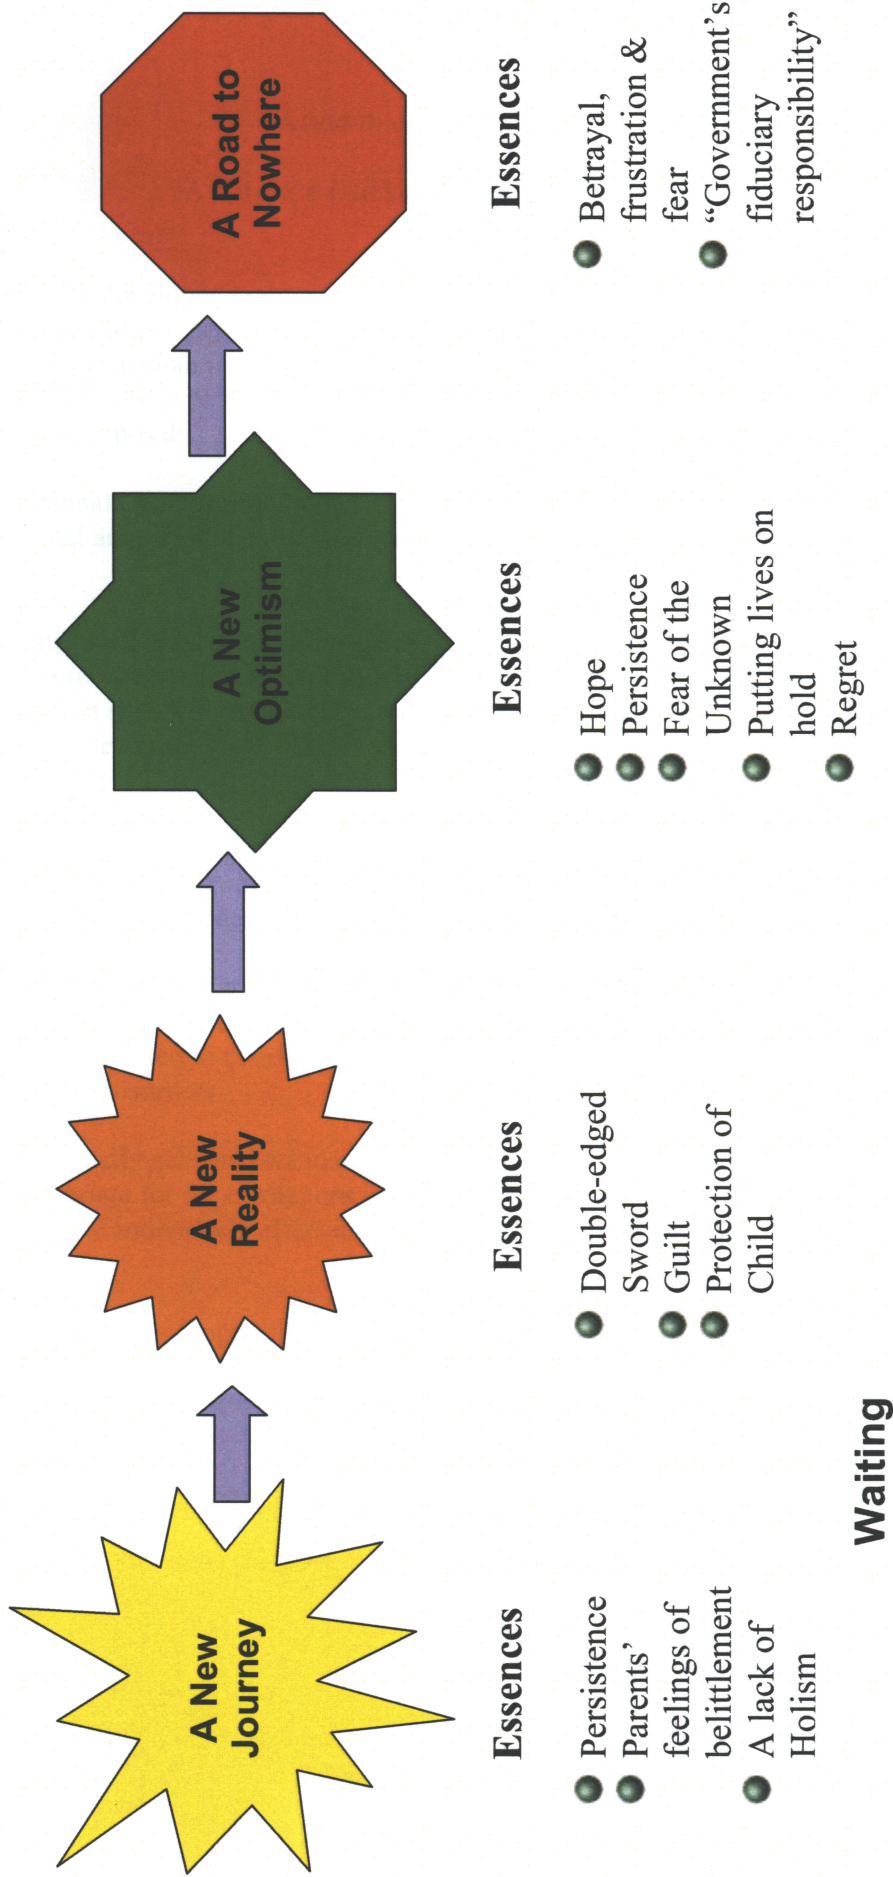 A New
Journey
Essences
Persistence
Parents'
feelings of
belittlement
A lack of
Holism
A New
Reality
Essences
Double-edged
Sword
Guilt
Protection of
Child
A New
Optimism
Essences
Hope
Persistence
Fear of the
Unknown
Putting lives on
hold
Regret
A Road to
Nowhere
Essences
Betrayal,
frustration &
fear
“Government's
fiduciary
responsibility”
Waiting